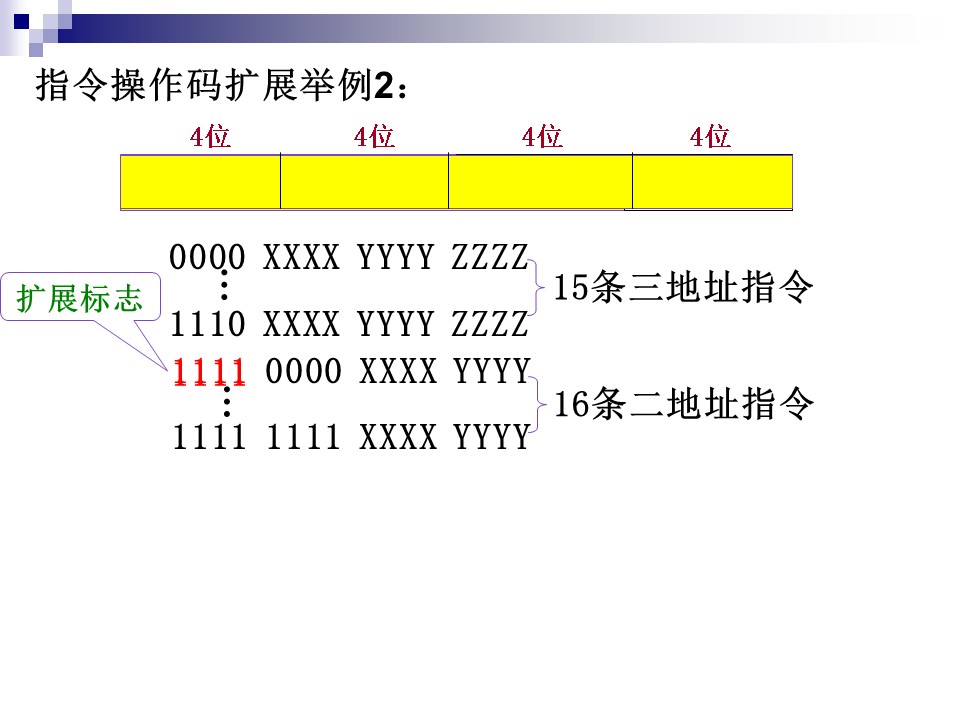 指令操作码扩展举例2：
4位 4位 4位 4位
0000 XXXX YYYY ZZZZ
⋮
15条三地址指令
扩展标志
1110 XXXX YYYY ZZZZ
1111 0000 XXXX YYYY
⋮
16条二地址指令
1111 1111 XXXX YYYY